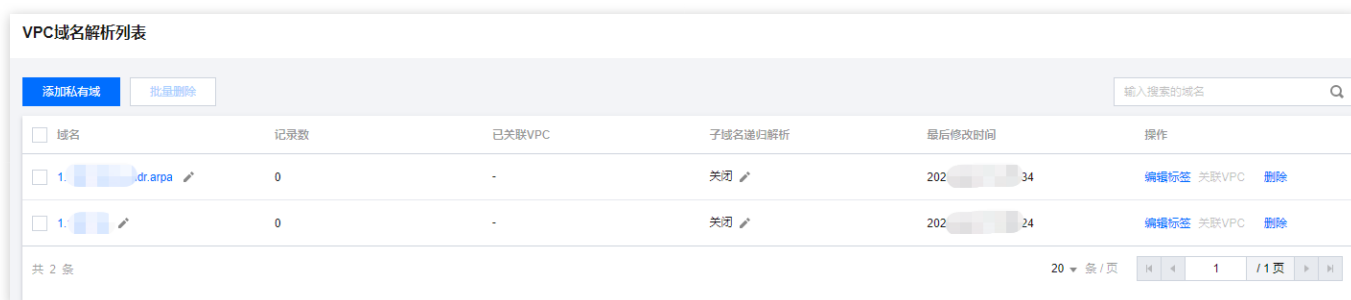 VPC域名解析列表
添加私有域 批量删除 输入搜索的域名
域名 记录数 已关联VPC 子域名递归解析 最后修改时间 操作
1. dr.arpa 0 - 关闭 202 34 编辑标签 关联VPC 删除
1. 0 - 关闭 202 24 编辑标签 关联VPC 删除
共 2 条 20 条 / 页 1 / 1 页